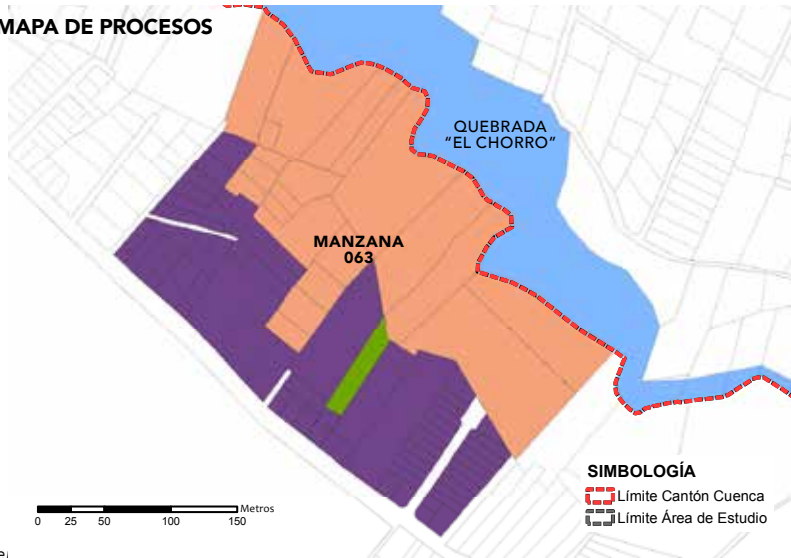 MAPA DE PROCESOS
QUEBRADA
"EL CHORRO"
MANZANA
063
SIMBOLOGÍA
Límite Cantón Cuenca
Límite Área de Estudio
Metros
0 25 50 100 150